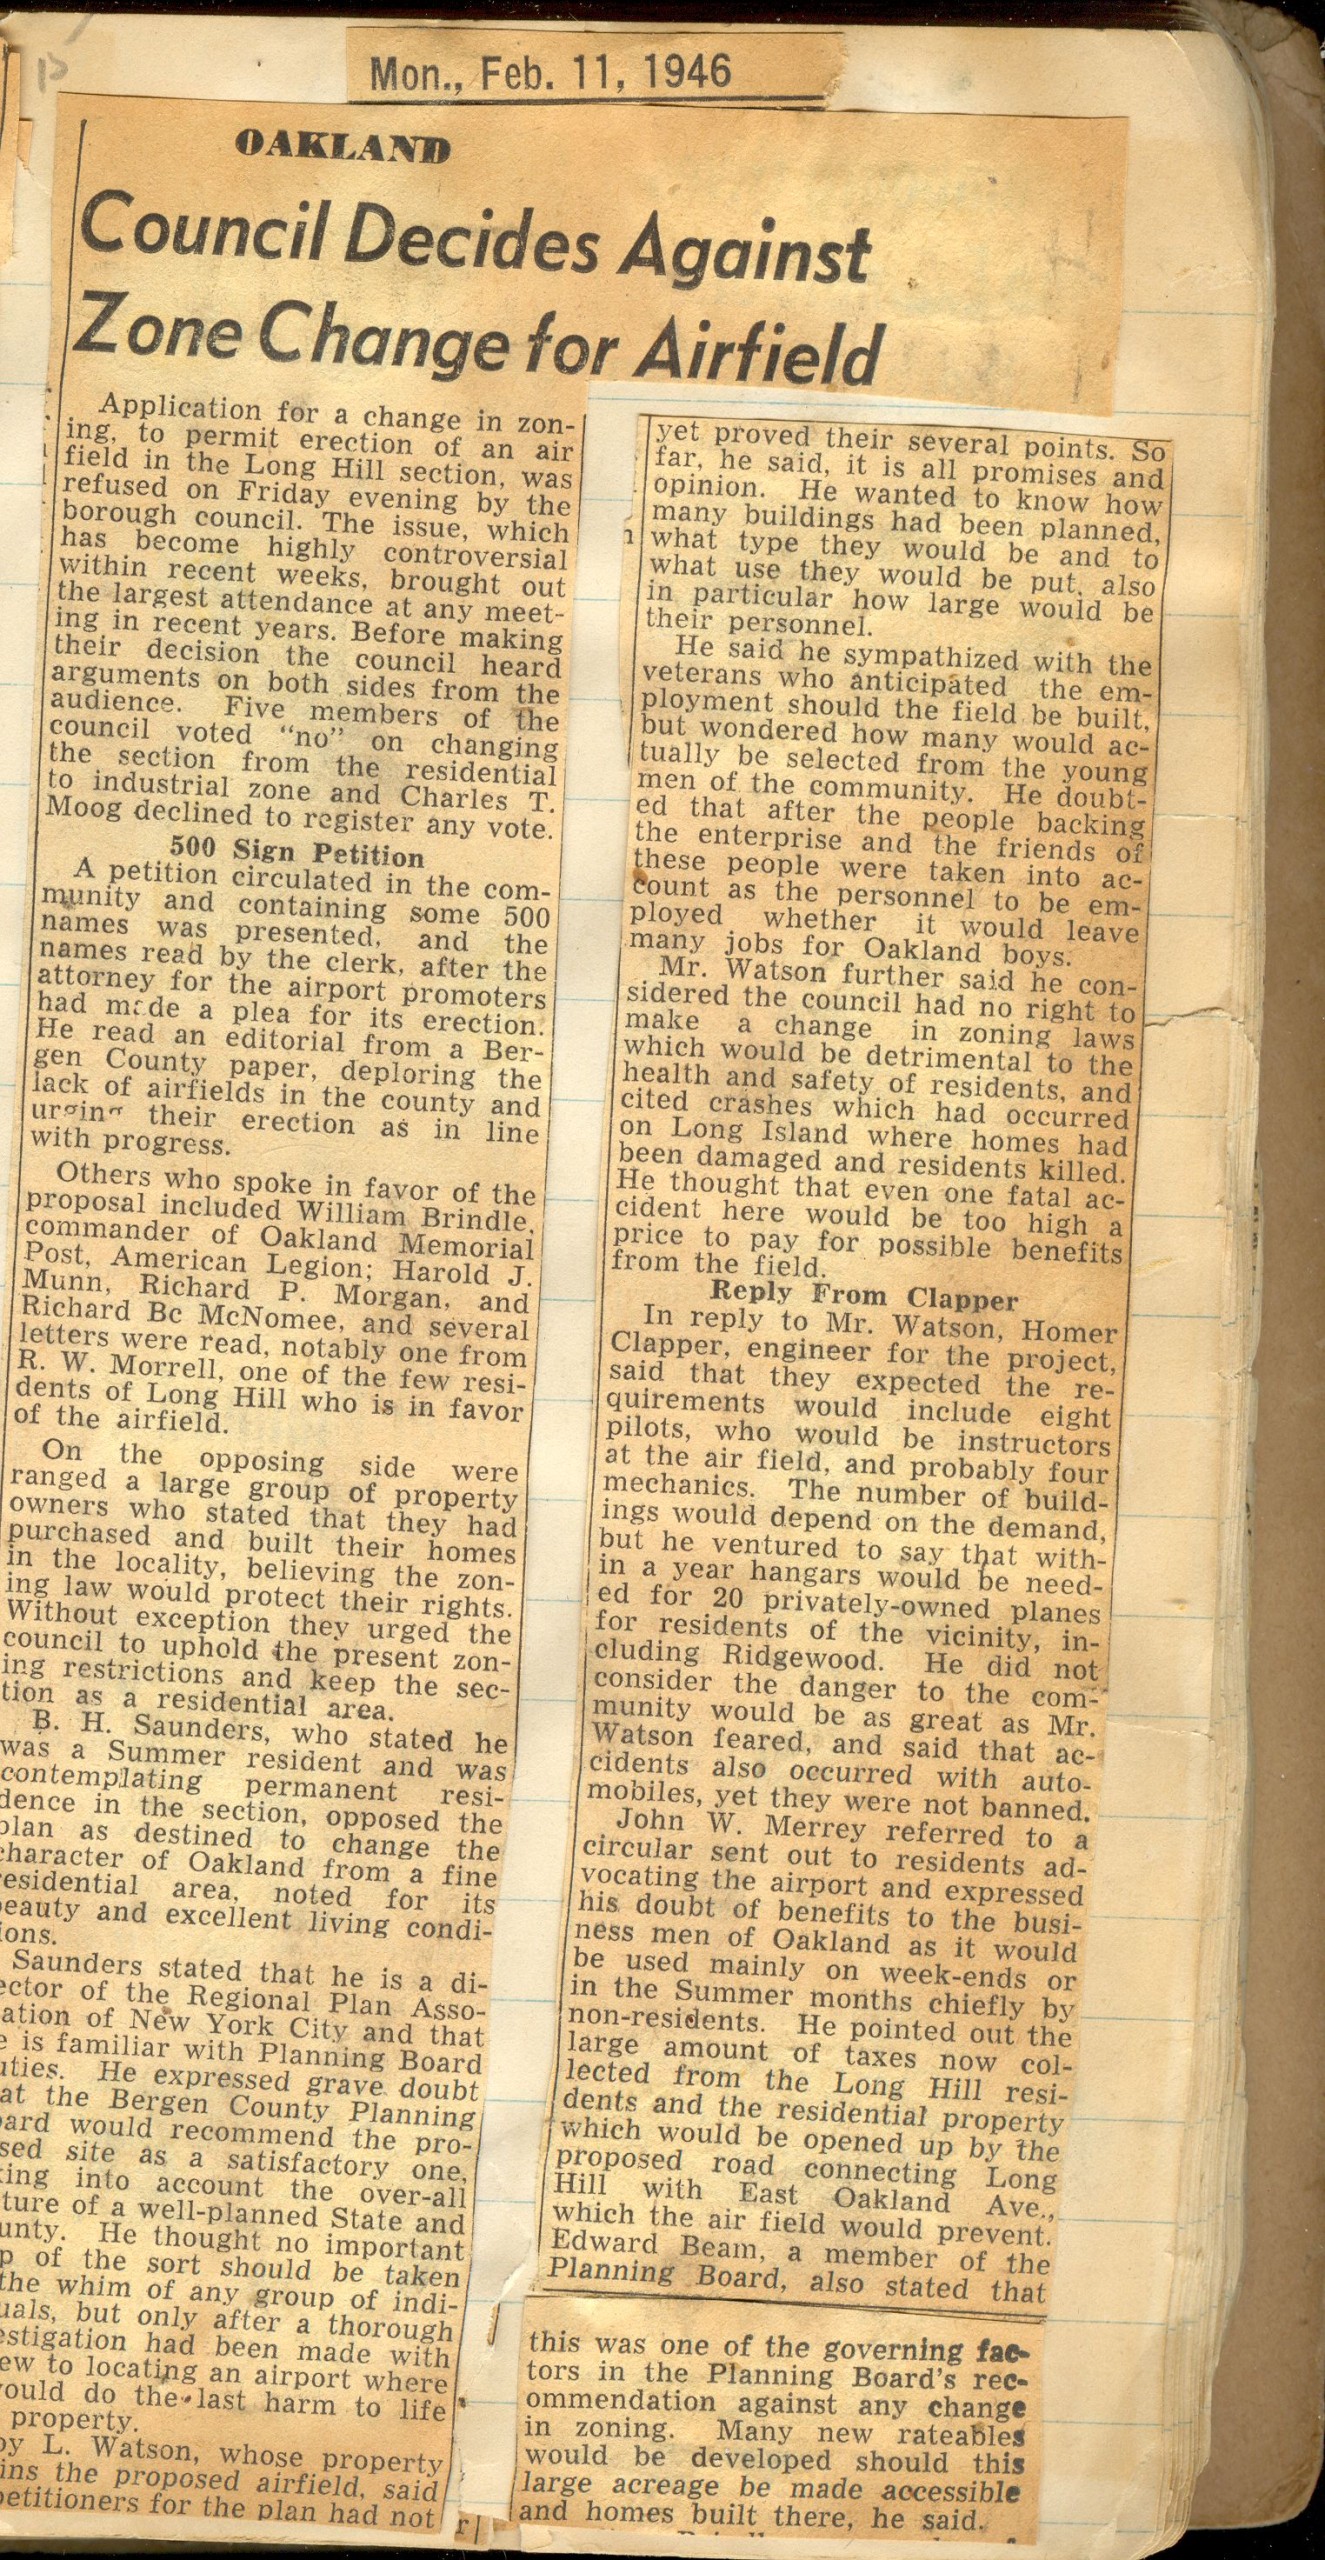 Mon., Feb. 11, 1946
OAKLAND
Council Decides Against
Zone Change for Airfield
Application for a change in zon-
ing, to permit erection of an air
field in the Long Hill section, was
refused on Friday evening by the
borough council. The issue, which
has become highly controversial
within recent weeks, brought out
the largest attendance at any meet-
ing in recent years. Before making
their decision the council heard
arguments on both sides from the
audience. Five members of the
council voted "no" on changing
the section from the residential
to industrial zone and Charles T.
Moog declined to register any vote.
500 Sign Petition
A petition circulated in the com-
munity and containing some 500
names was presented, and the
names read by the clerk, after the
attorney for the airport promoters
had made a plea for its erection.
He read an editorial from a Ber-
gen County paper, deploring the
lack of airfields in the county and
urging their erection as in line
with progress.
Others who spoke in favor of the
proposal included William Brindle,
commander of Oakland Memorial
Post, American Legion; Harold J.
Munn, Richard P. Morgan, and
Richard Bc McNomee, and several
letters were read, notably one from
R. W. Morrell, one of the few resi-
dents of Long Hill who is in favor
of the airfield.
On the opposing side were
ranged a large group of property
owners who stated that they had
purchased and built their homes
in the locality, believing the zon-
ing law would protect their rights.
Without exception they urged the
council to uphold the present zon-
ing restrictions and keep the sec-
tion as a residential area.
B. H. Saunders, who stated he
was a Summer resident and was
contemplating permanent resi-
dence in the section, opposed the
plan as destined to change the
character of Oakland from a fine
residential area, noted for its
beauty and excellent living condi-
ions.
Saunders stated that he is a di-
ector of the Regional Plan Asso-
ation of New York City and that
e is familiar with Planning Board
uties. He expressed grave doubt
at the Bergen County Planning
oard would recommend the pro-
sed site as a satisfactory one,
king into account the over-all
ture of a well-planned State and
unty. He thought no important
p of the sort should be taken
the whim of any group of indi-
uals, but only after a thorough
estigation had been made with
ew to locating an airport where
ould do the last harm to life
property.
oy L. Watson, whose property
ins the proposed airfield, said
petitioners for the plan had not
yet proved their several points. So
far, he said, it is all promises and
opinion. He wanted to know how
many buildings had been planned,
what type they would be and to
what use they would be put, also
in particular how large would be
their personnel.
He said he sympathized with the
veterans who anticipated the em-
ployment should the field be built,
but wondered how many would ac-
tually be selected from the young
men of the community. He doubt-
ed that after the people backing
the enterprise and the friends of
these people were taken into ac-
count as the personnel to be em-
ployed whether it would leave
many jobs for Oakland boys.
Mr. Watson further said he con-
sidered the council had no right to
make a change in zoning laws
which would be detrimental to the
health and safety of residents, and
cited crashes which had occurred
on Long Island where homes had
been damaged and residents killed.
He thought that even one fatal ac-
cident here would be too high a
price to pay for possible benefits
from the field.
Reply From Clapper
In reply to Mr. Watson, Homer
Clapper, engineer for the project,
said that they expected the re-
quirements would include eight
pilots, who would be instructors
at the air field, and probably four
mechanics. The number of build-
ings would depend on the demand,
but he ventured to say that with-
in a year hangars would be need-
ed for 20 privately-owned planes
for residents of the vicinity, in-
cluding Ridgewood. He did not
consider the danger to the com-
munity would be as great as Mr.
Watson feared, and said that ac-
cidents also occurred with auto-
mobiles, yet they were not banned.
John W. Merrey referred to a
circular sent out to residents ad-
vocating the airport and expressed
his doubt of benefits to the busi-
ness men of Oakland as it would
be used mainly on week-ends or
in the Summer months chiefly by
non-residents. He pointed out the
large amount of taxes now col-
lected from the Long Hill resi-
dents and the residential property
which would be opened up by the
proposed road connecting Long
Hill with East Oakland Ave.,
which the air field would prevent.
Edward Beam, a member of the
Planning Board, also stated that
this was one of the governing fac-
tors in the Planning Board's rec-
ommendation against any change
in zoning. Many new rateables
would be developed should this
large acreage be made accessible
and homes built there, he said.